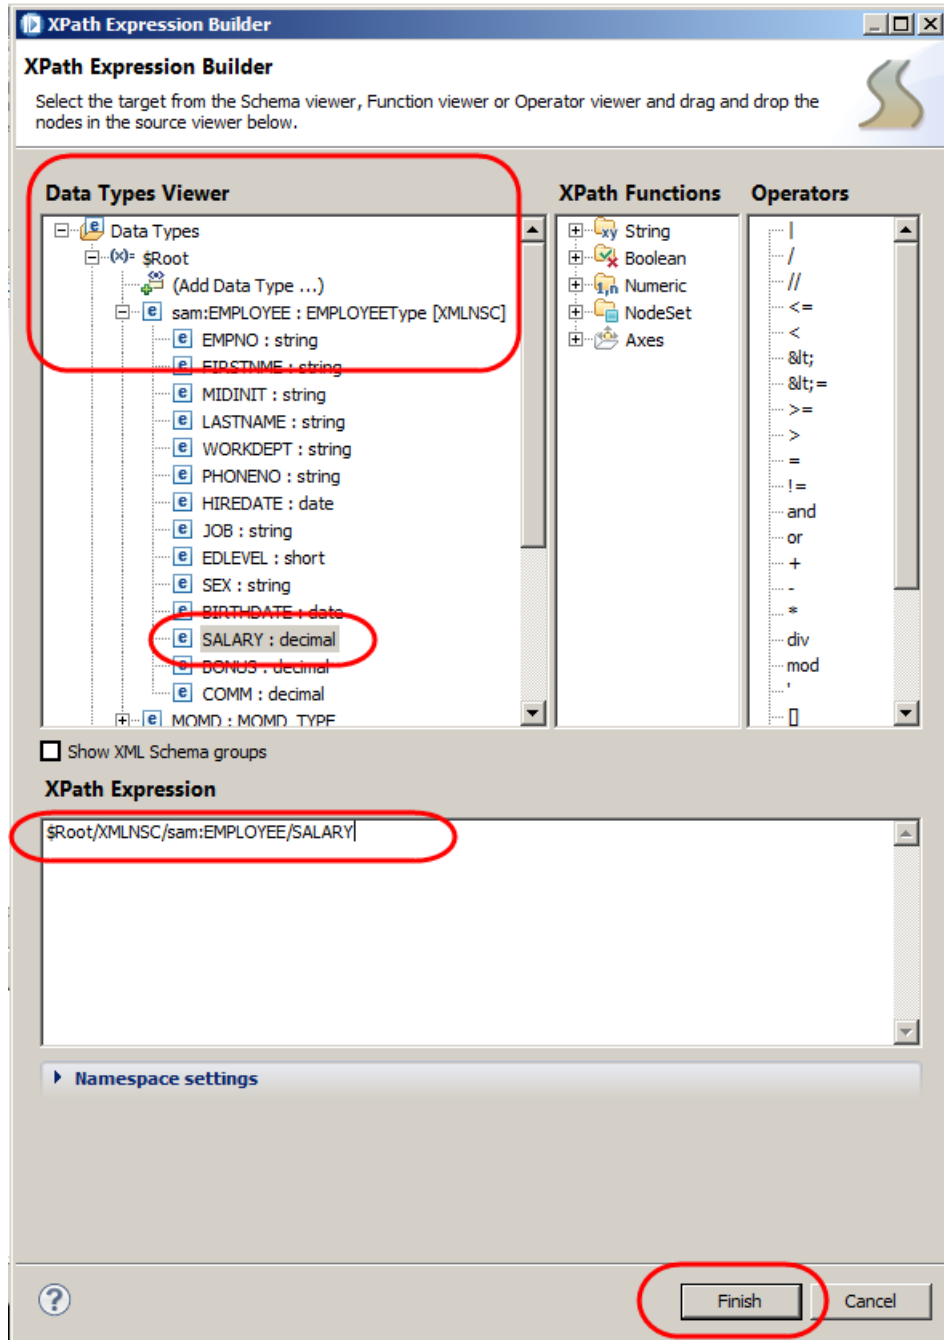 XPath Expression Builder
XPath Expression Builder
Select the target from the Schema viewer, Function viewer or Operator viewer and drag and drop the
nodes in the source viewer below.
Data Types Viewer
Data Types
$Root
(Add Data Type ...)
sam:EMPLOYEE : EMPLOYEEType [XMLNSC]
EMPNO : string
FIRSTNME : string
MIDINIT : string
LASTNAME : string
WORKDEPT : string
PHONENO : string
HIREDATE : date
JOB : string
EDLEVEL : short
SEX : string
BIRTHDATE : date
SALARY : decimal
BONUS : decimal
COMM : decimal
MQMD : MQMD_TYPE
XPath Functions
String
Boolean
Numeric
NodeSet
Axes
Operators
|
/
//
<=
<
&lt;
&lt;=
>=
>
=
!=
and
or
+
-
*
div
mod
'
[]
Show XML Schema groups
XPath Expression
$Root/XMLNSC/sam:EMPLOYEE/SALARY
Namespace settings
?
Finish
Cancel